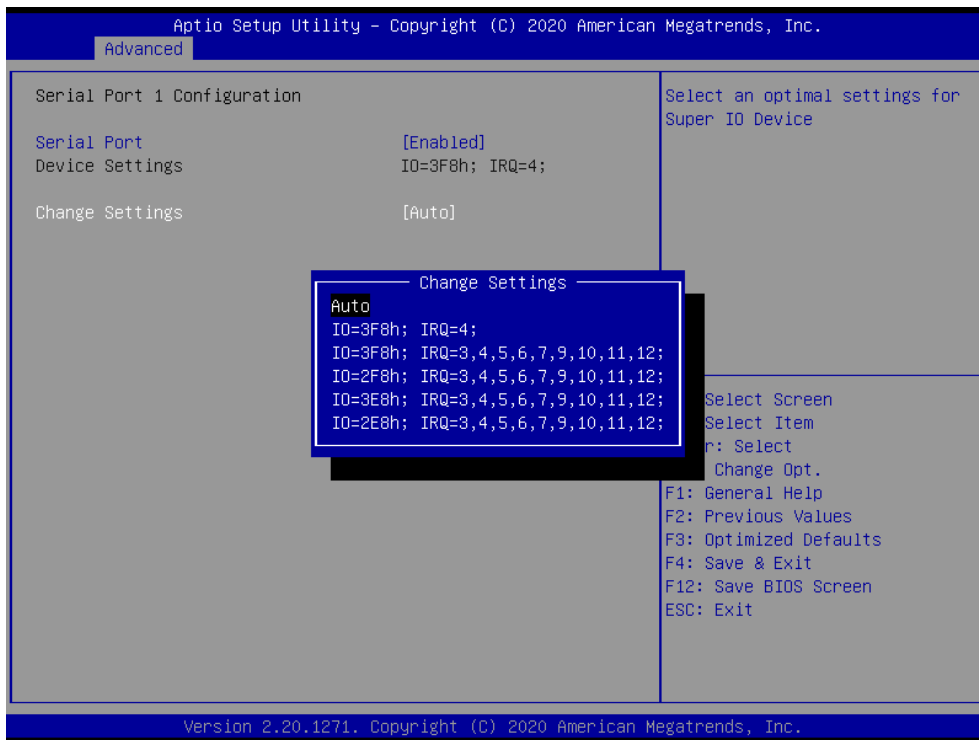 Aptio Setup Utility – Copyright (C) 2020 American Megatrends, Inc.
Advanced
Serial Port 1 Configuration
Serial Port [Enabled]
Device Settings IO=3F8h; IRQ=4;
Change Settings [Auto]
Select an optimal settings for
Super IO Device
Change Settings
Auto
IO=3F8h; IRQ=4;
IO=3F8h; IRQ=3,4,5,6,7,9,10,11,12;
IO=2F8h; IRQ=3,4,5,6,7,9,10,11,12;
IO=3E8h; IRQ=3,4,5,6,7,9,10,11,12;
IO=2E8h; IRQ=3,4,5,6,7,9,10,11,12;
Select Screen
Select Item
r: Select
Change Opt.
F1: General Help
F2: Previous Values
F3: Optimized Defaults
F4: Save & Exit
F12: Save BIOS Screen
ESC: Exit
Version 2.20.1271. Copyright (C) 2020 American Megatrends, Inc.